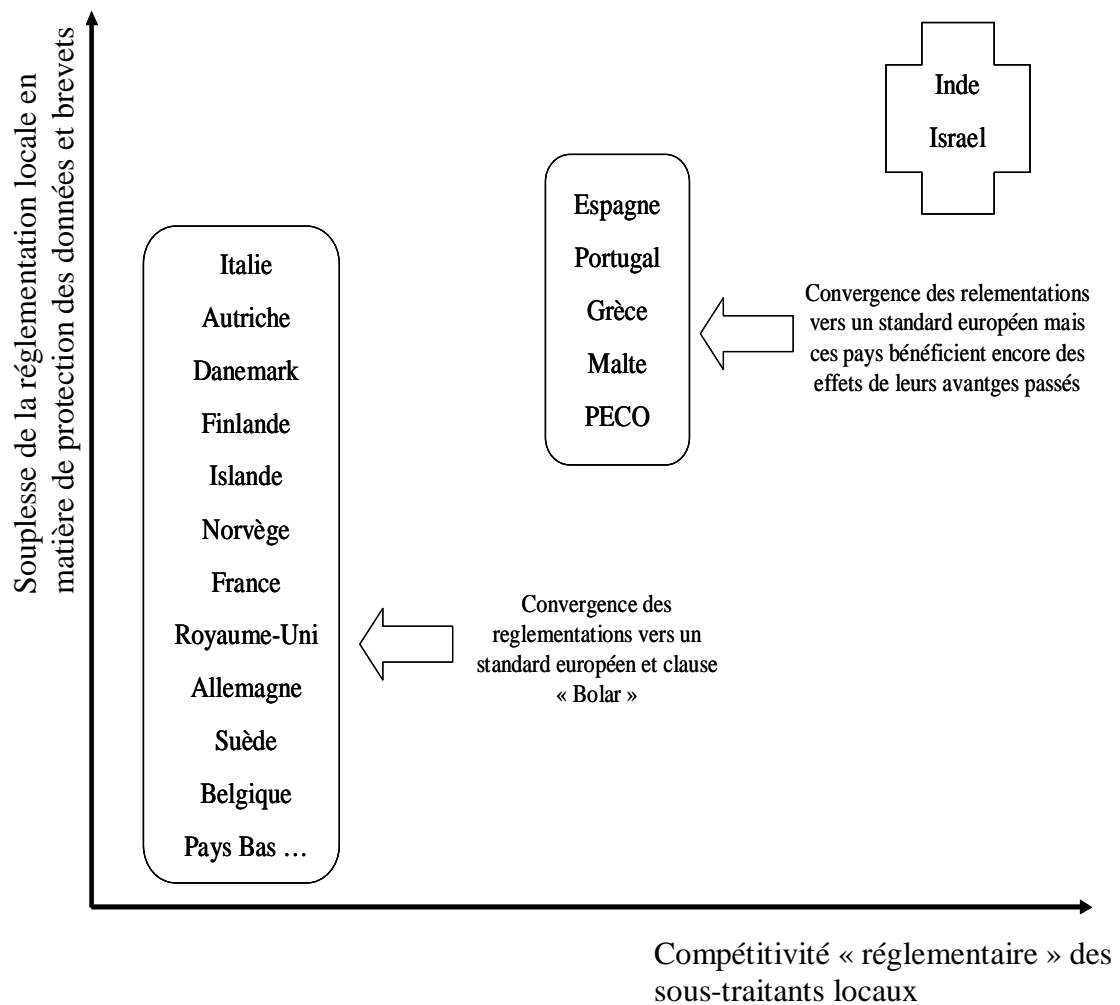 Souplesse de la réglementation locale en
matière de protection des données et brevets
Inde
Israel
Espagne
Portugal
Grèce
Malte
PECO
Convergence des relementations
vers un standard européen mais
ces pays bénéficient encore des
effets de leurs avantges passés
Italie
Autriche
Danemark
Finlande
Islande
Norvège
France
Royaume-Uni
Allemagne
Suède
Belgique
Pays Bas …
Convergence des
reglementations vers un
standard européen et clause
« Bolar »
Compétitivité « réglementaire » des
sous-traitants locaux